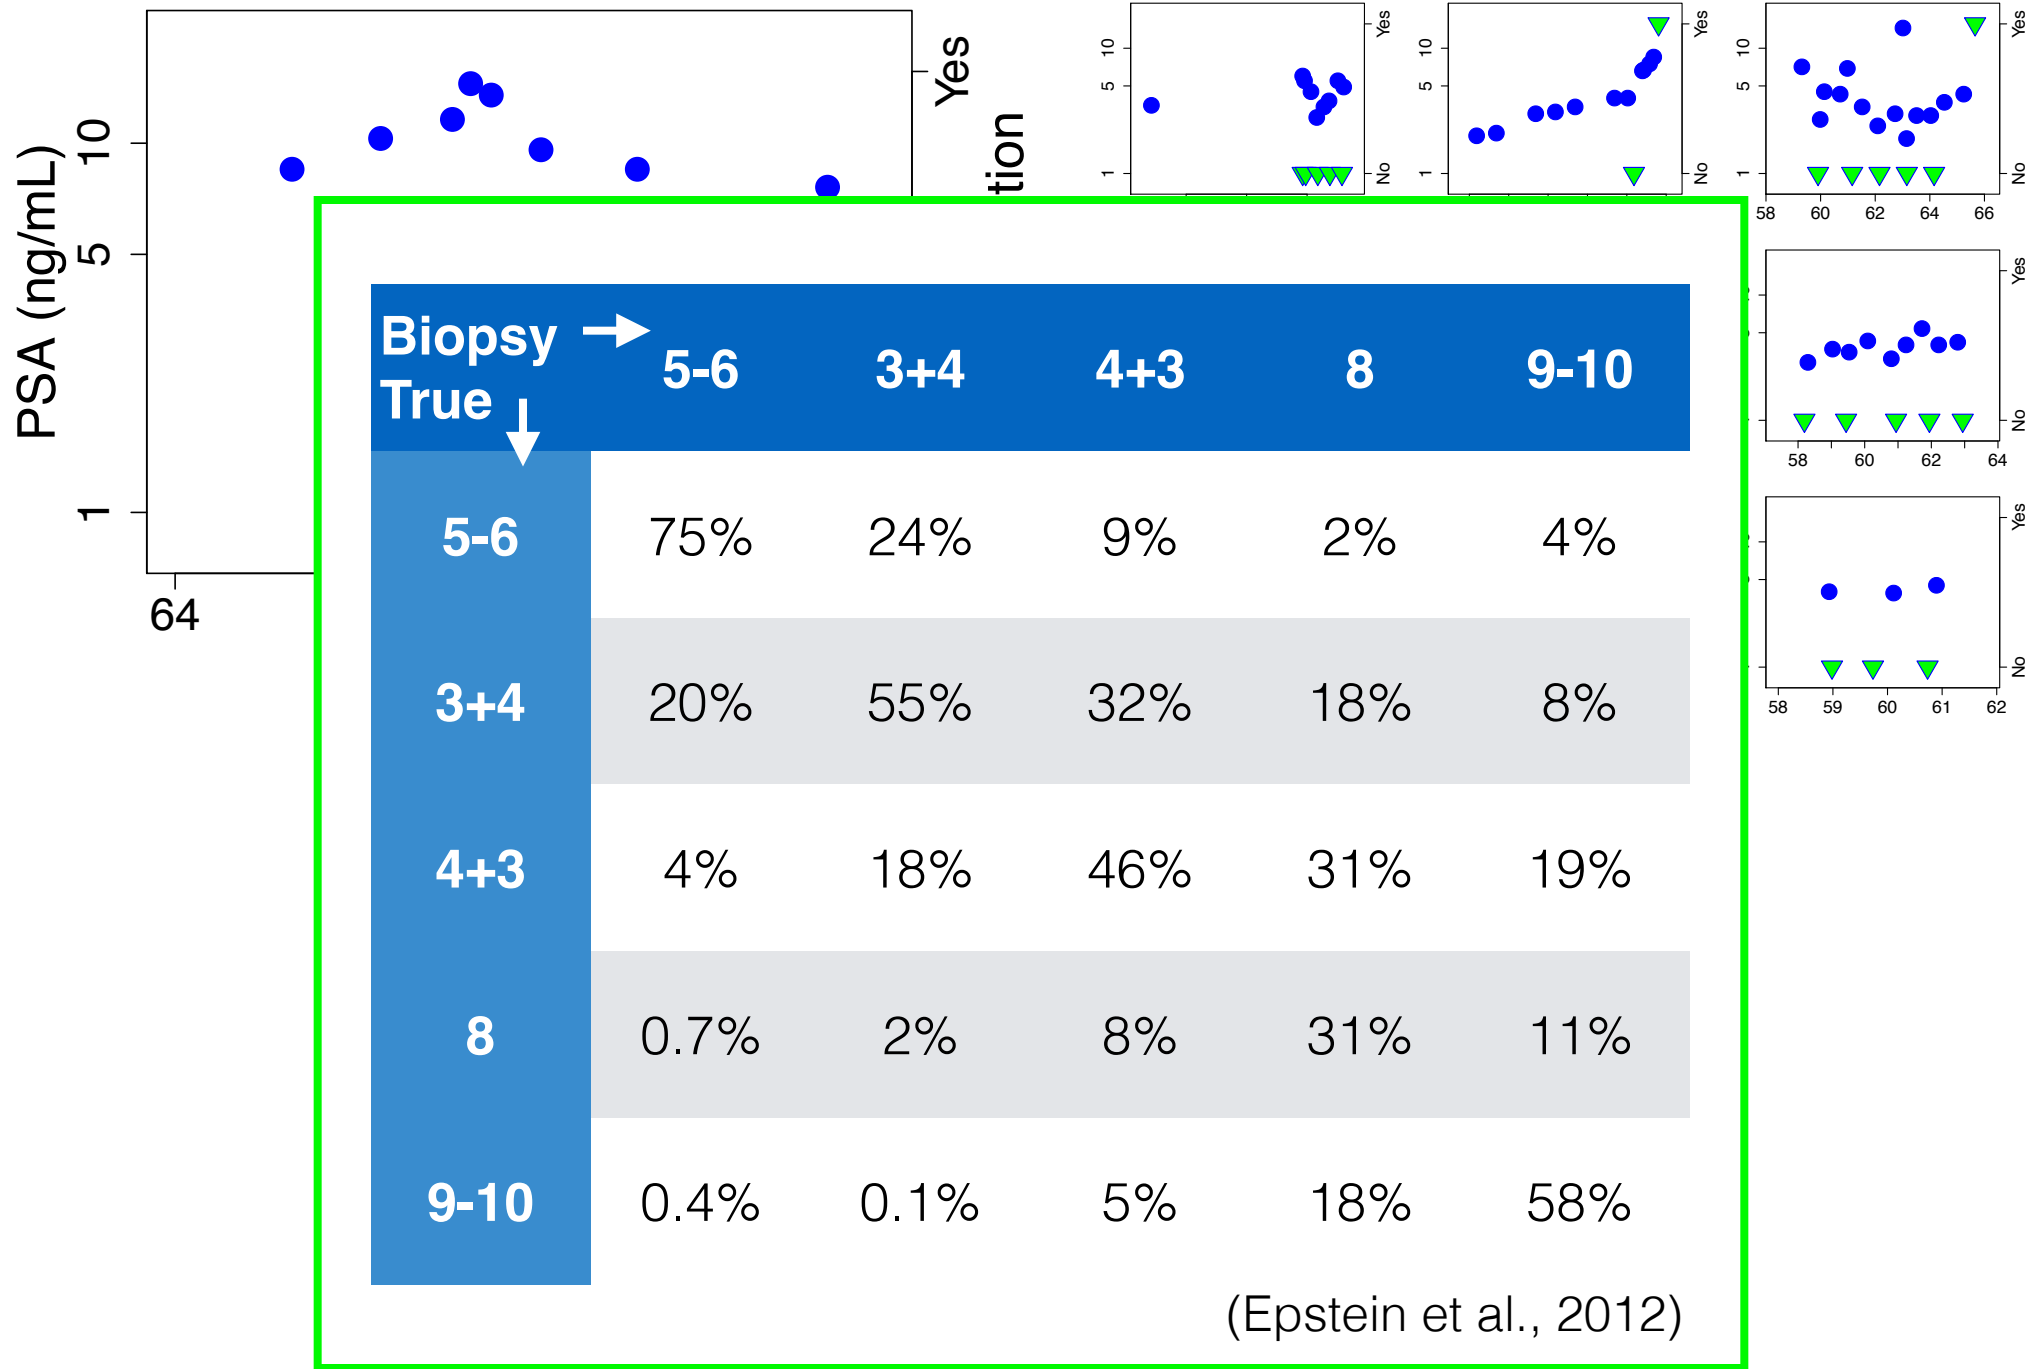 PSA (ng/mL)
10
5
1
64
Yes
tion
10
5
1
Yes
No
10
5
1
Yes
No
10
5
1
Yes
No
58 60 62 64 66
Yes
No
58 60 62 64
Yes
No
58 59 60 61 62
Biopsy
True
5-6 3+4 4+3 8 9-10
5-6 75% 24% 9% 2% 4%
3+4 20% 55% 32% 18% 8%
4+3 4% 18% 46% 31% 19%
8 0.7% 2% 8% 31% 11%
9-10 0.4% 0.1% 5% 18% 58%
(Epstein et al., 2012)